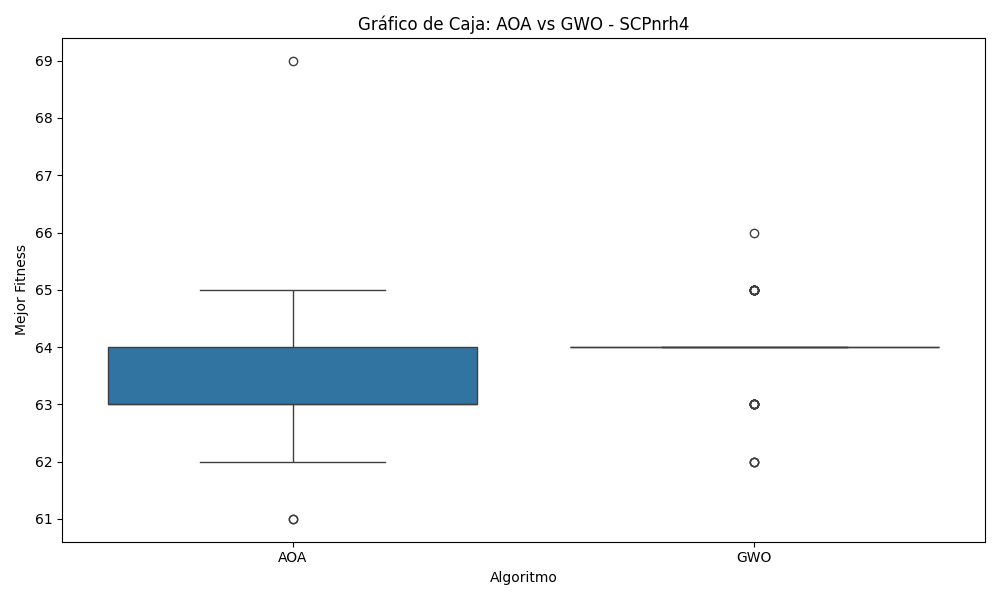 Gráfico de Caja: AOA vs GWO - SCPnrh4
Mejor Fitness
69
68
67
66
65
64
63
62
61
AOA
GWO
Algoritmo